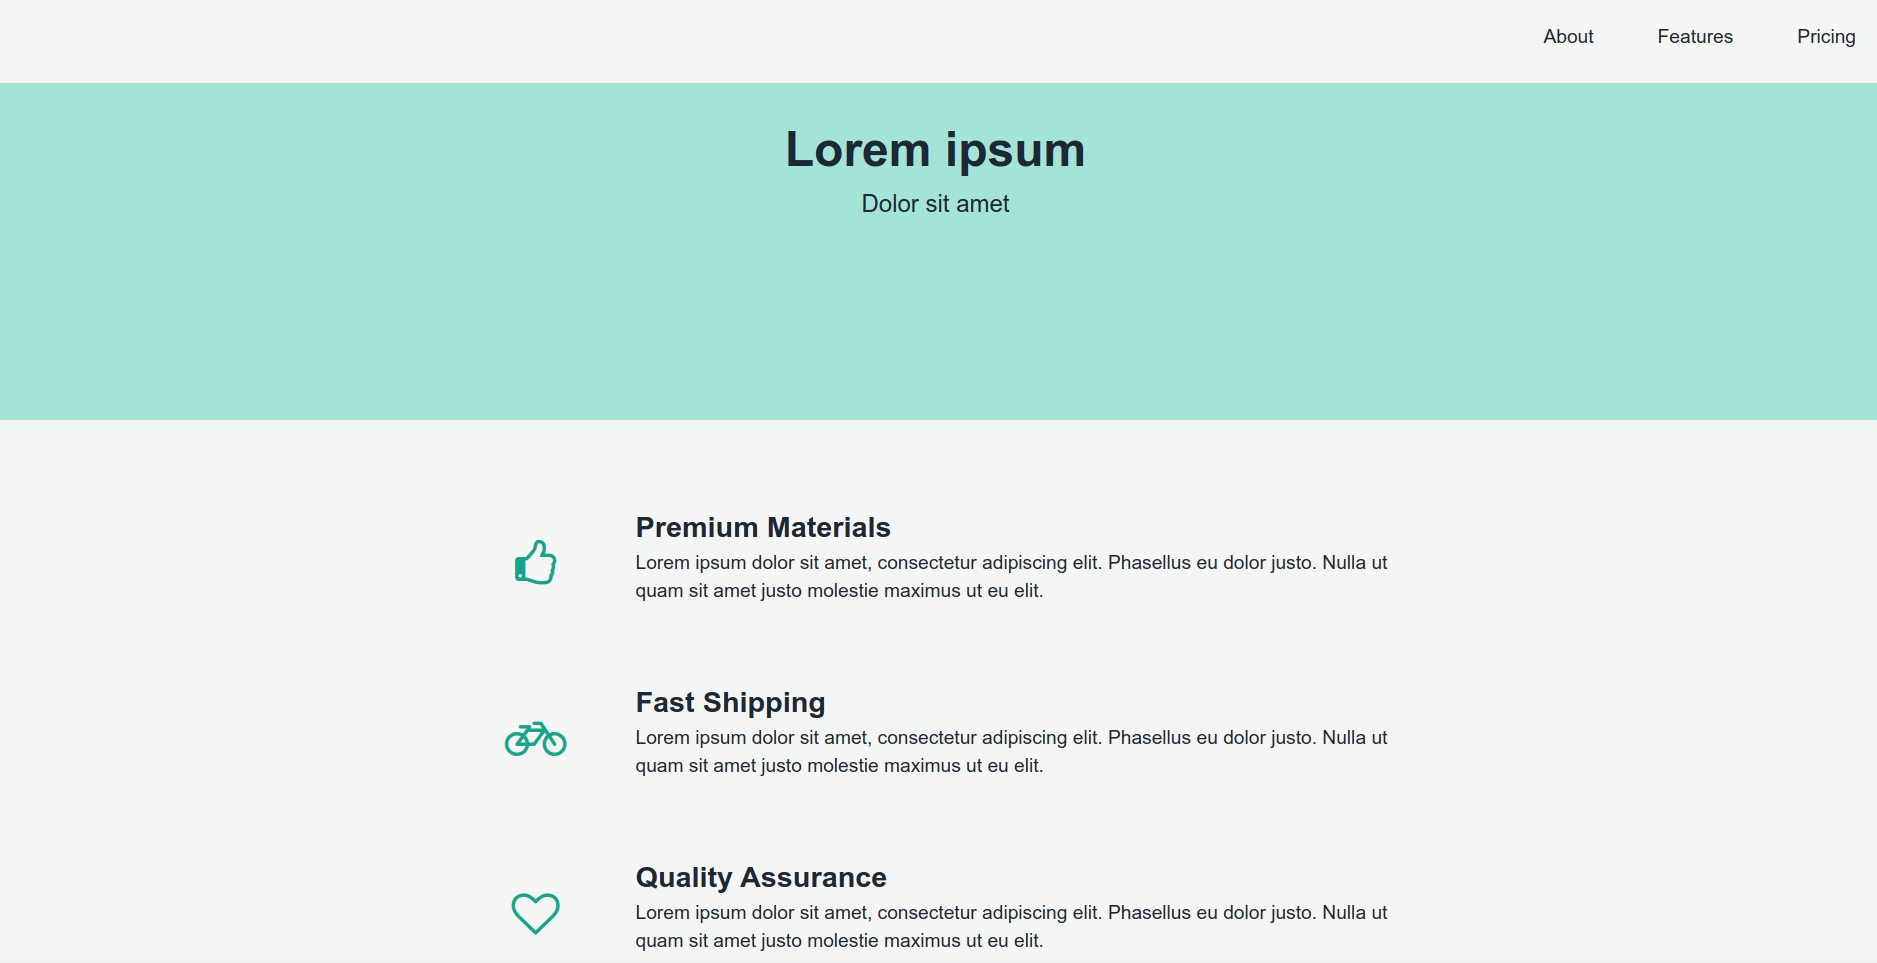 About Features Pricing
Lorem ipsum
Dolor sit amet
Premium Materials
Lorem ipsum dolor sit amet, consectetur adipiscing elit. Phasellus eu dolor justo. Nulla ut
quam sit amet justo molestie maximus ut eu elit.
Fast Shipping
Lorem ipsum dolor sit amet, consectetur adipiscing elit. Phasellus eu dolor justo. Nulla ut
quam sit amet justo molestie maximus ut eu elit.
Quality Assurance
Lorem ipsum dolor sit amet, consectetur adipiscing elit. Phasellus eu dolor justo. Nulla ut
quam sit amet justo molestie maximus ut eu elit.